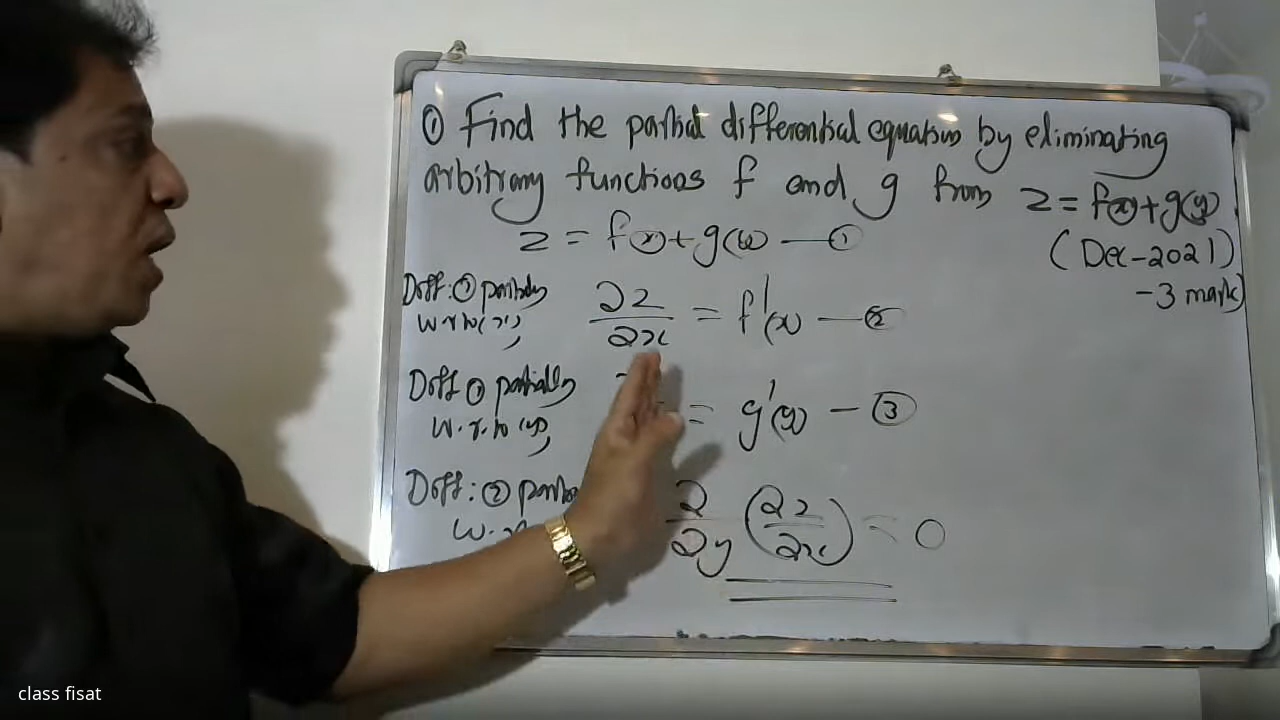 ① Find the partial differential equation by eliminating
arbitrary functions f and g from z = f(x)+g(y)
(Dec-2021)
-3 mark)
z = f(x)+g(y) —①
Diff: ① partially
w.r.to(x),
∂z/∂x = f'(x) —②
Diff ① partially
w.r.to (y),
= g'(y) — ③
Diff: ②
∂/∂y (∂z/∂x) = 0
class fisat